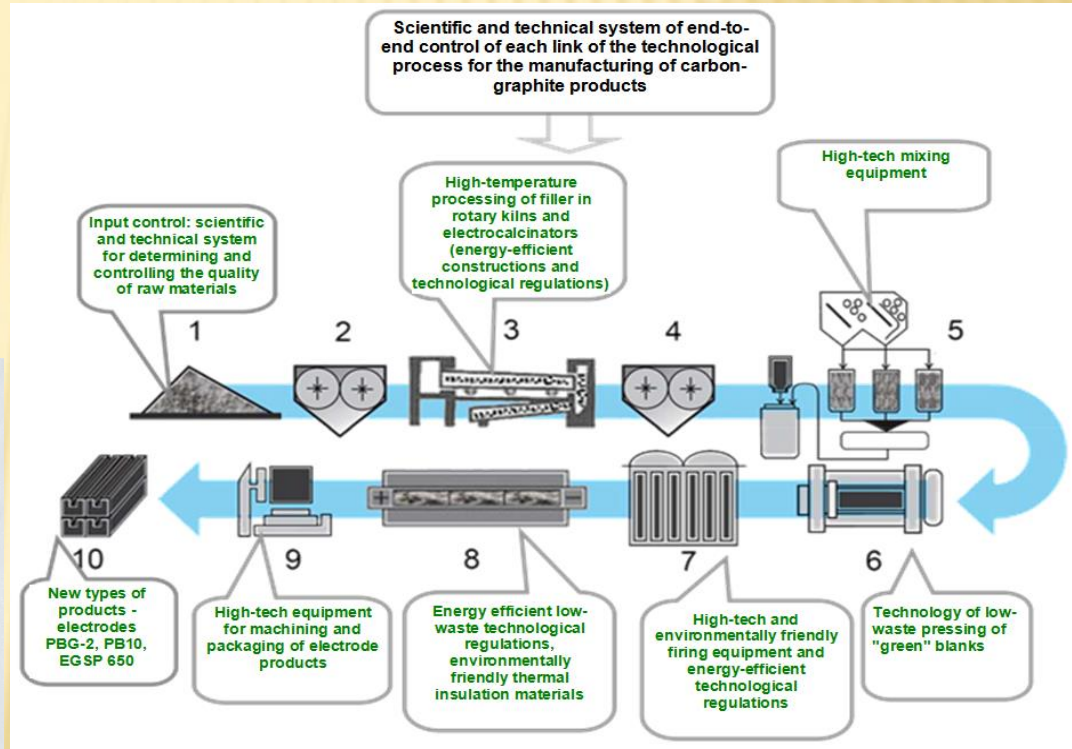 Scientific and technical system of end-to-
end control of each link of the technological
process for the manufacturing of carbon-
graphite products
High-tech mixing
equipment
High-temperature
processing of filler in
rotary kilns and
electrocalcinators
(energy-efficient
constructions and
technological regulations)
Input control: scientific
and technical system
for determining and
controlling the quality
of raw materials
1
2
3
4
5
+
-
10
9
8
7
6
New types of
products -
electrodes
PBG-2, PB10,
EGSP 650
High-tech equipment
for machining and
packaging of electrode
products
Energy efficient low-
waste technological
regulations,
environmentally
friendly thermal
insulation materials
High-tech and
environmentally friendly
firing equipment and
energy-efficient
technological
regulations
Technology of low-
waste pressing of
"green" blanks